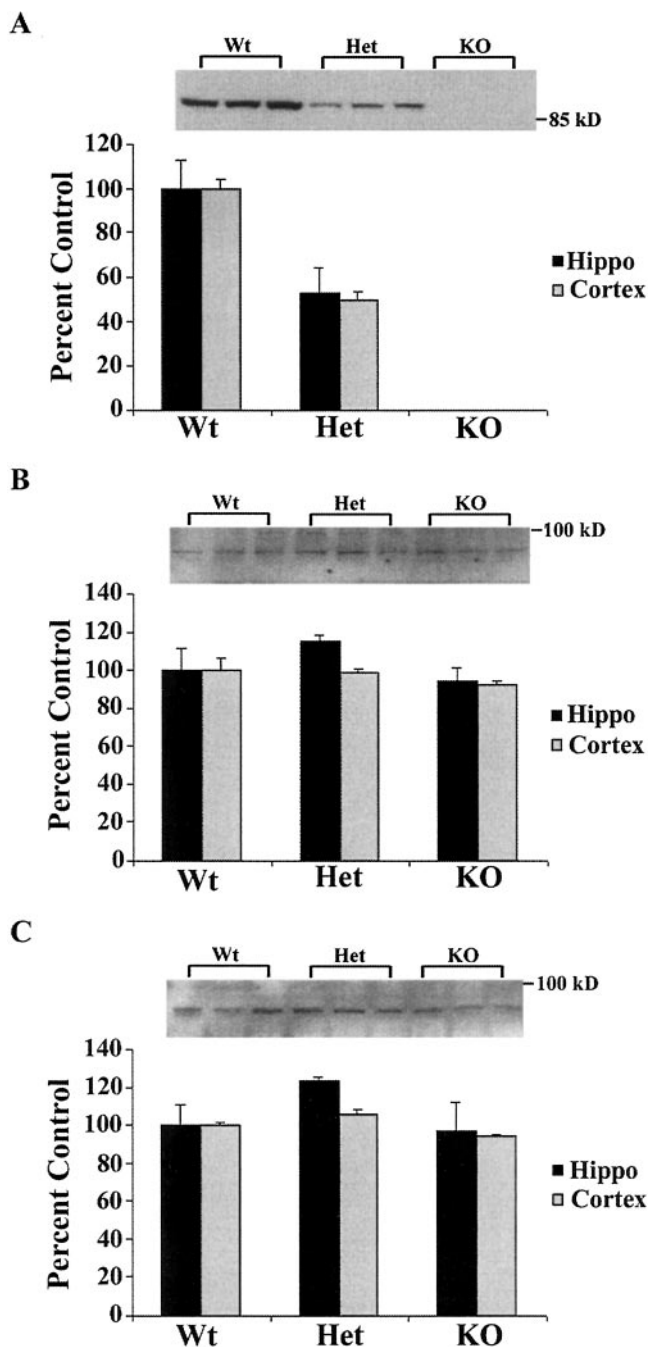 A
Wt Het KO
85 kD
120
100
80
60
40
20
0
Percent Control
Hippo
Cortex
Wt Het KO
B
Wt Het KO
100 kD
140
120
100
80
60
40
20
0
Percent Control
Hippo
Cortex
Wt Het KO
C
Wt Het KO
100 kD
140
120
100
80
60
40
20
0
Percent Control
Hippo
Cortex
Wt Het KO